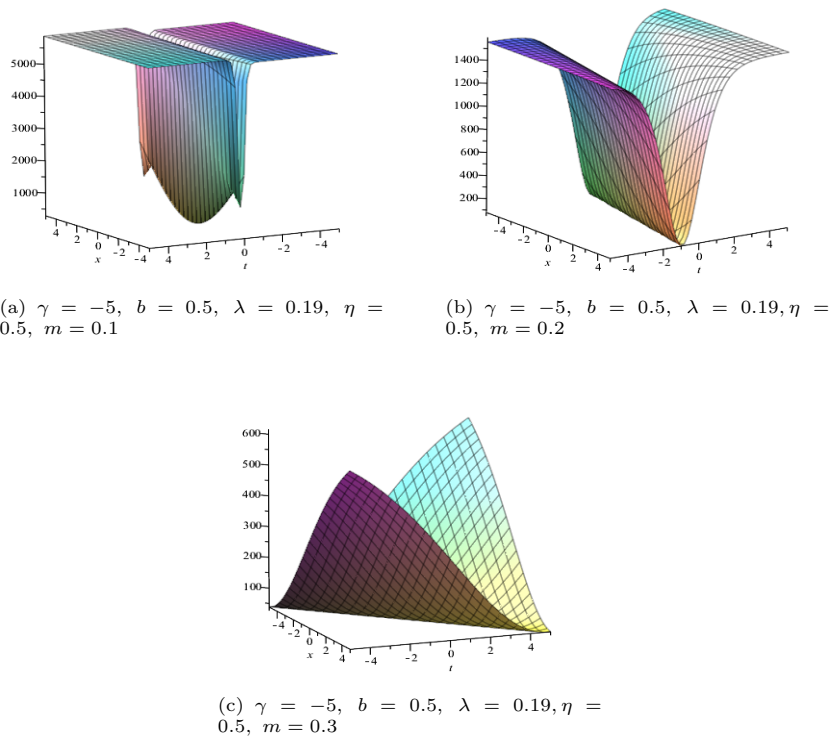 5000
4000
3000
2000
1000
4 2 0 -2 -4
x
4 2 0 -2 -4
t
1400
1200
1000
800
600
400
200
-4 -2 0 2 4
x
-4 -2 0 2 4
t
(a) γ = −5, b = 0.5, λ = 0.19, η =
0.5, m = 0.1
(b) γ = −5, b = 0.5, λ = 0.19, η =
0.5, m = 0.2
600
500
400
300
200
100
-4 -2 0 2 4
x
-4 -2 0 2 4
t
(c) γ = −5, b = 0.5, λ = 0.19, η =
0.5, m = 0.3